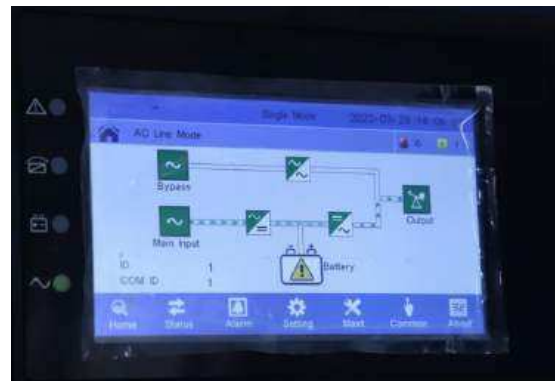 Single Mode
AC Line Mode
Bypass
Output
Main Input
Battery
ID 1
COM ID 1
Home Status Alarm Setting Maint Common About